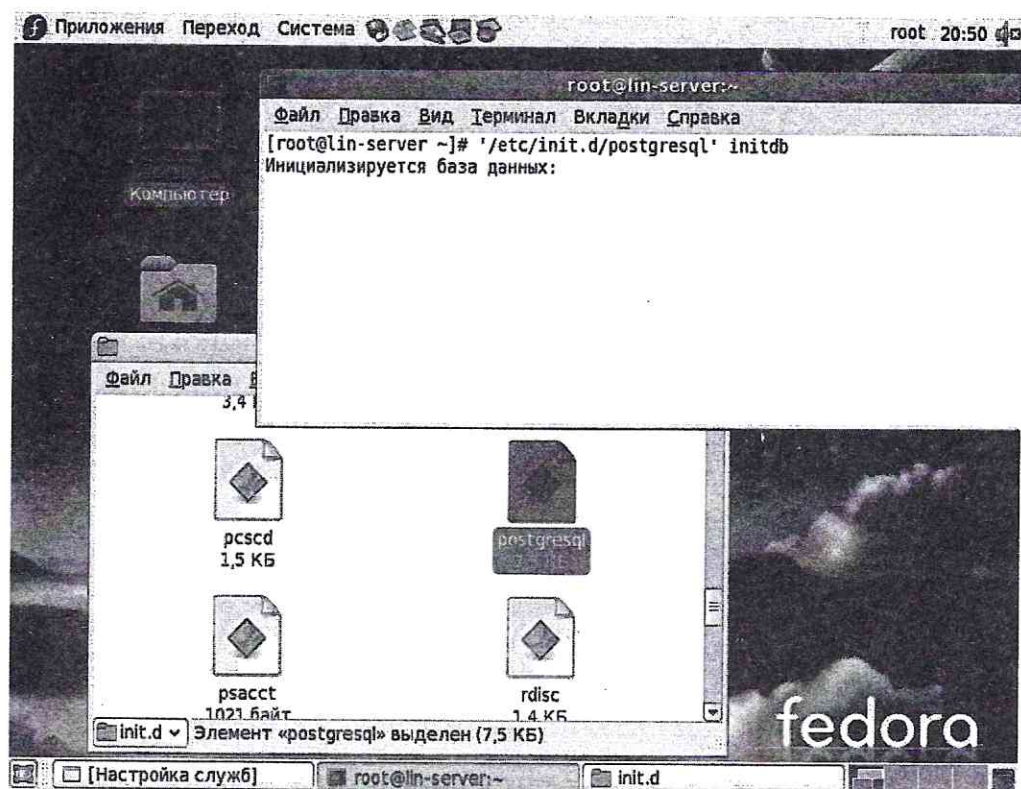 Приложения Переход Система root 20:50
root@lin-server:~
Файл Правка Вид Терминал Вкладки Справка
[root@lin-server ~]# '/etc/init.d/postgresql' initdb
Инициализируется база данных:
Компьютер
Файл Правка
3,4
pcscd
1,5 КБ
postgresql
psacct
1021 байт
rdisc
1,4 КБ
init.d Элемент «postgresql» выделен (7,5 КБ)
fedora
[Настройка служб] root@lin-server:~ init.d